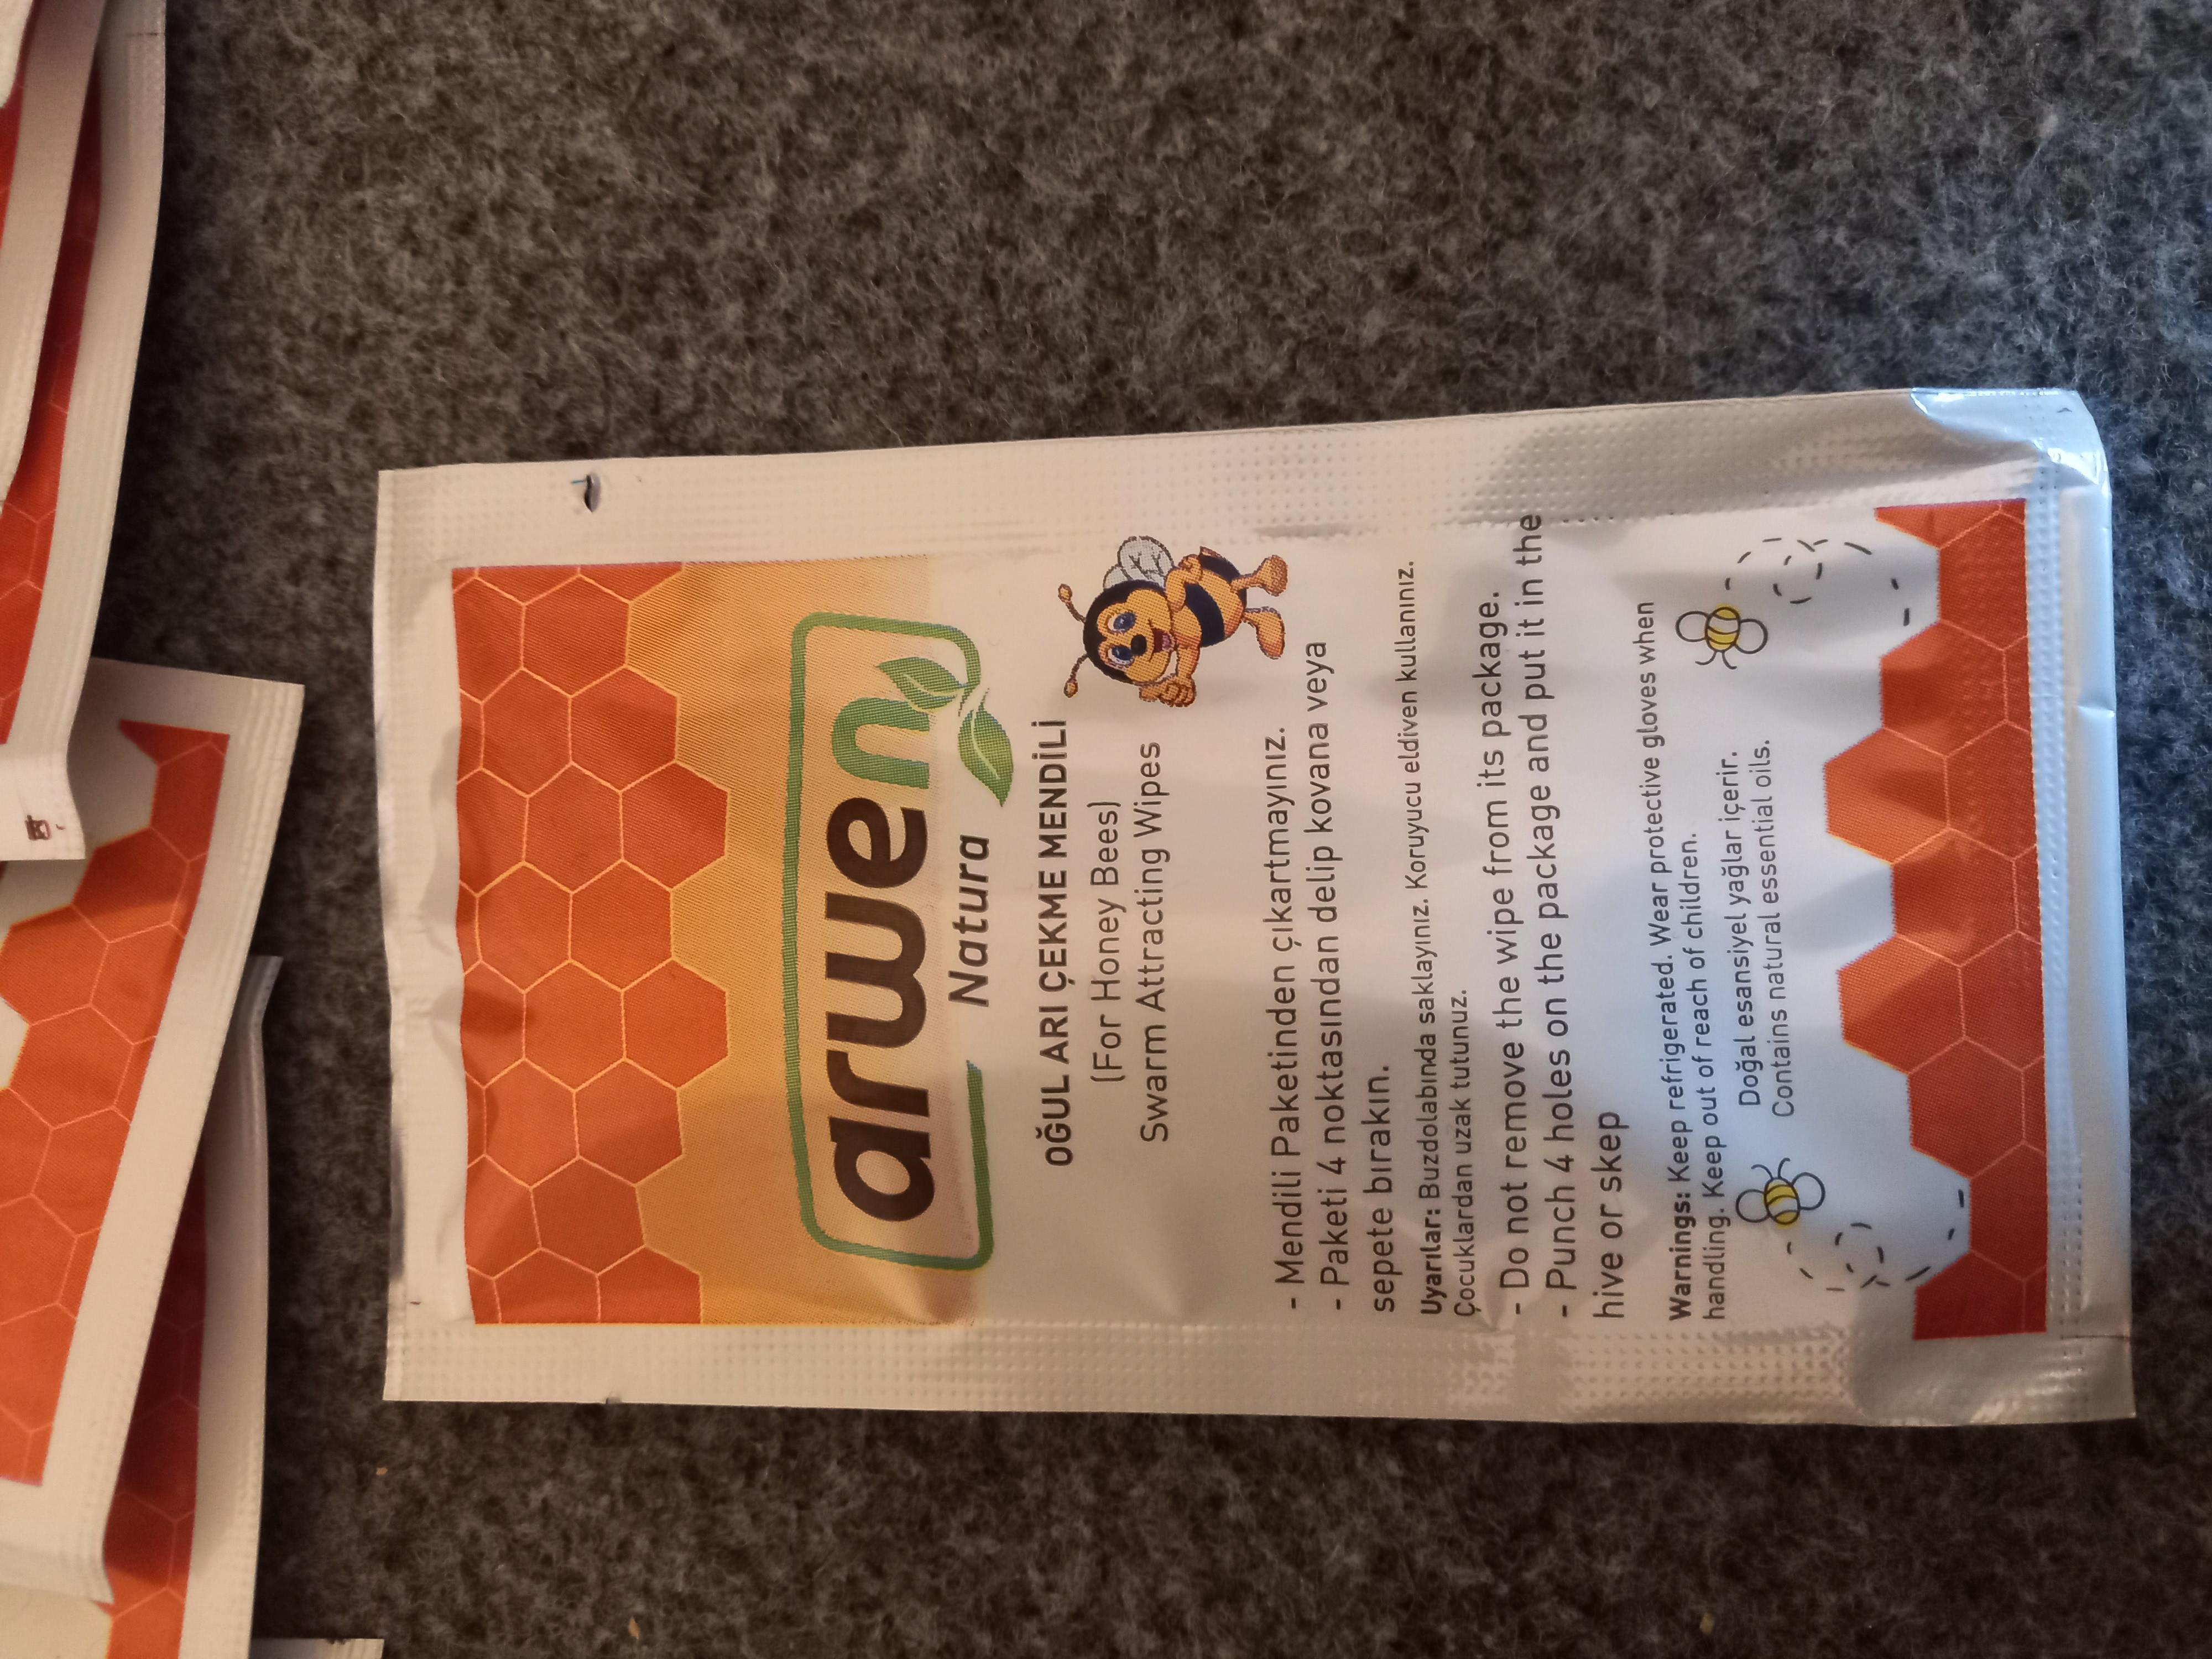 arwen
Natura
OĞUL ARI ÇEKME MENDİLİ
(For Honey Bees)
Swarm Attracting Wipes
- Mendili Paketinden çıkartmayınız.
- Paketi 4 noktasından delip kovana veya
sepete bırakın.
Uyarılar: Buzdolabında saklayınız. Koruyucu eldiven kullanınız.
Çocuklardan uzak tutunuz.
- Do not remove the wipe from its package.
- Punch 4 holes on the package and put it in the
hive or skep
Warnings: Keep refrigerated. Wear protective gloves when
handling. Keep out of reach of children.
Doğal esansiyel yağlar içerir.
Contains natural essential oils.